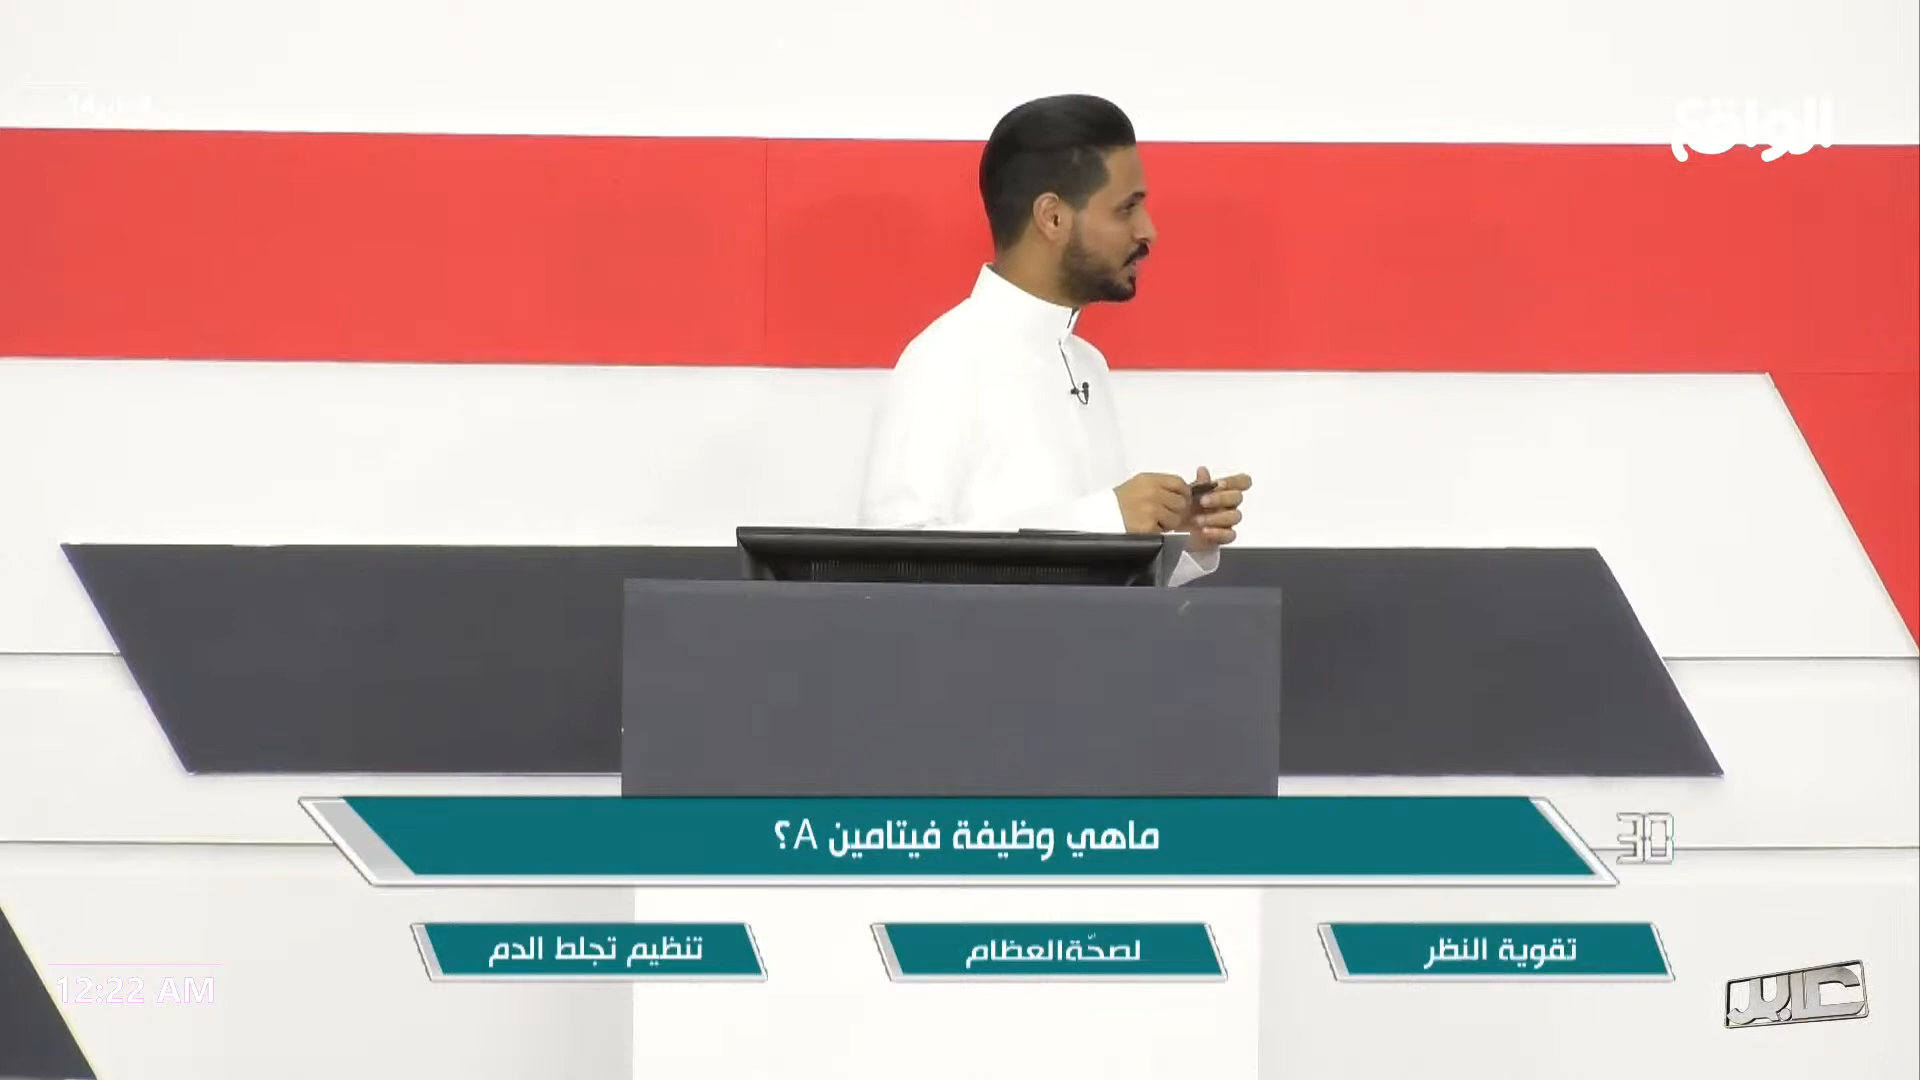 الواقع
ماهي وظيفة فيتامين A؟
30
تقوية النظر
لصحّة العظام
تنظيم تجلط الدم
12:22 AM